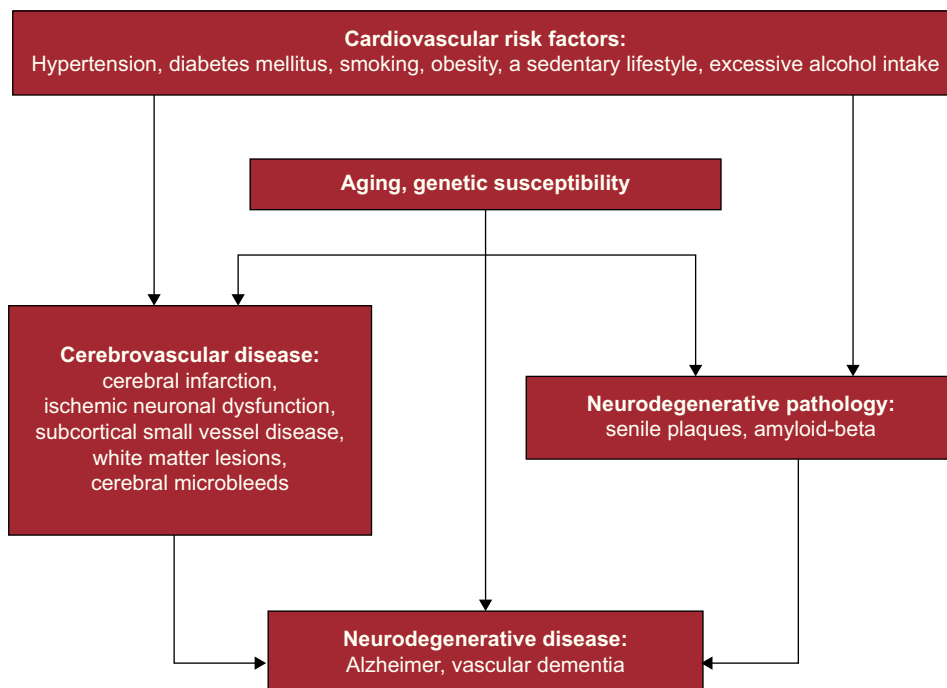 Cardiovascular risk factors:
Hypertension, diabetes mellitus, smoking, obesity, a sedentary lifestyle, excessive alcohol intake
Aging, genetic susceptibility
Cerebrovascular disease:
cerebral infarction,
ischemic neuronal dysfunction,
subcortical small vessel disease,
white matter lesions,
cerebral microbleeds
Neurodegenerative pathology:
senile plaques, amyloid-beta
Neurodegenerative disease:
Alzheimer, vascular dementia